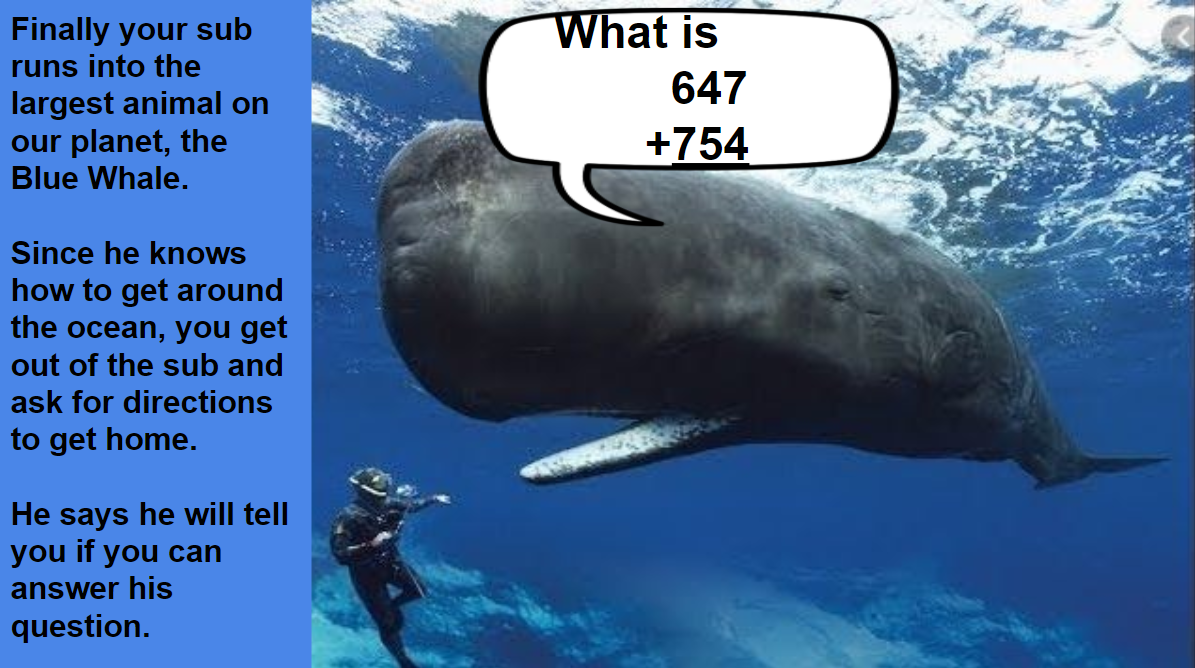 Finally your sub
runs into the
largest animal on
our planet, the
Blue Whale.
Since he knows
how to get around
the ocean, you get
out of the sub and
ask for directions
to get home.
He says he will tell
you if you can
answer his
question.
What is
647
+754